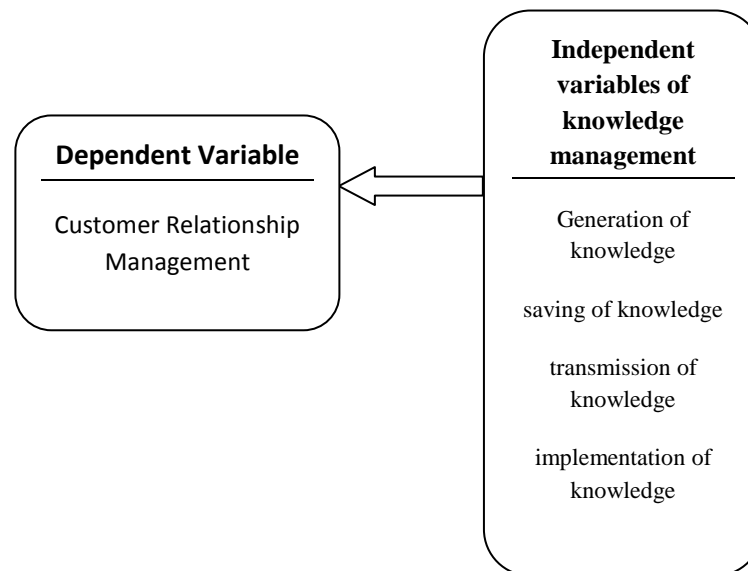 Dependent Variable
Customer Relationship
Management
Independent
variables of
knowledge
management
Generation of
knowledge
saving of knowledge
transmission of
knowledge
implementation of
knowledge